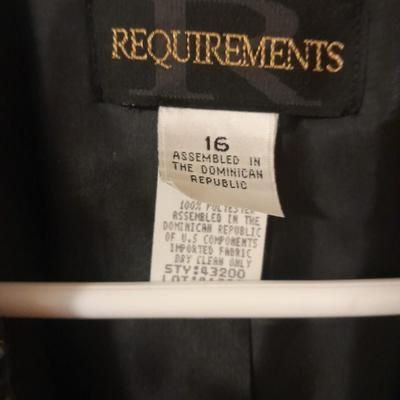 REQUIREMENTS
16
ASSEMBLED IN
THE DOMINICAN
REPUBLIC
100% POLYESTER
ASSEMBLED IN THE
DOMINICAN REPUBLIC
OF U.S COMPONENTS
IMPORTED FABRIC
DRY CLEAN ONLY
STY:43200